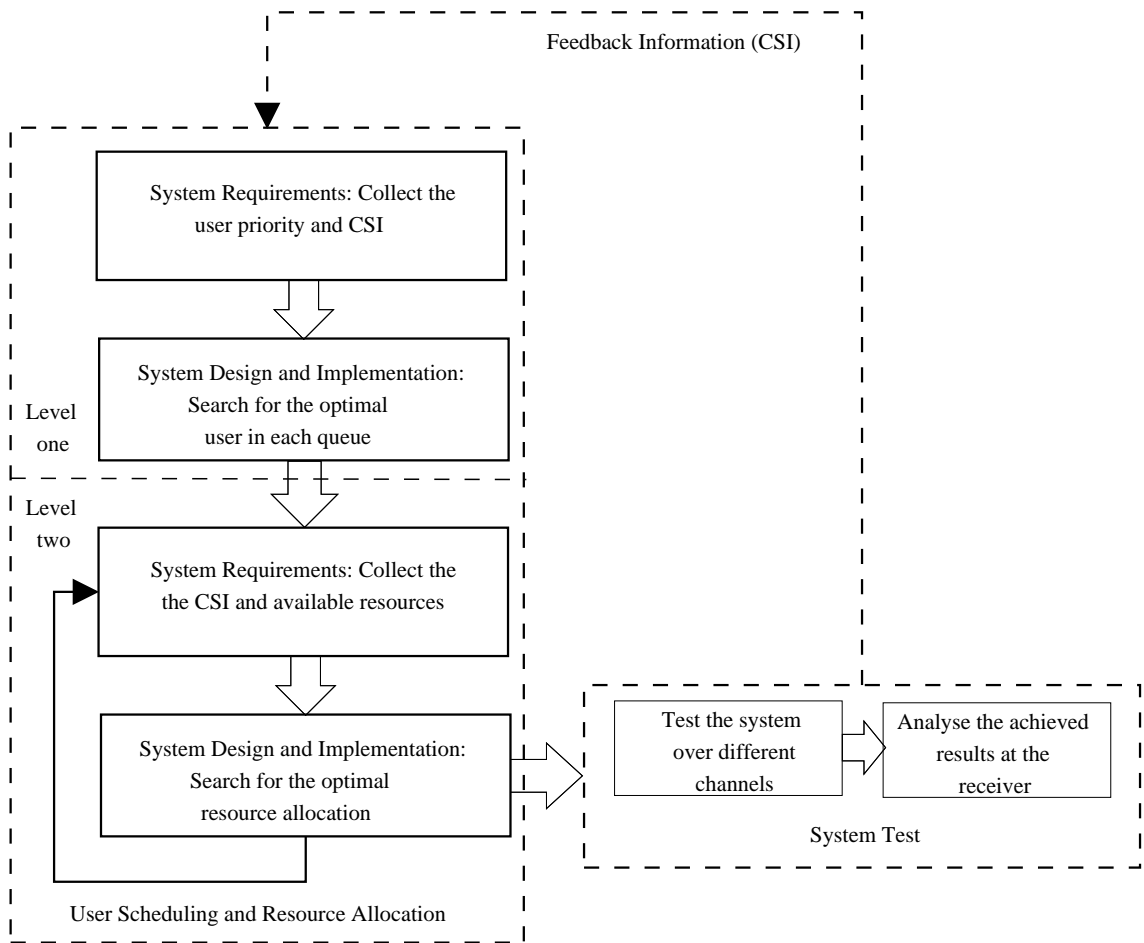 Feedback Information (CSI)
System Requirements: Collect the
user priority and CSI
System Design and Implementation:
Search for the optimal
user in each queue
Level
one
Level
two
System Requirements: Collect the
the CSI and available resources
System Design and Implementation:
Search for the optimal
resource allocation
User Scheduling and Resource Allocation
Test the system
over different
channels
Analyse the achieved
results at the
receiver
System Test